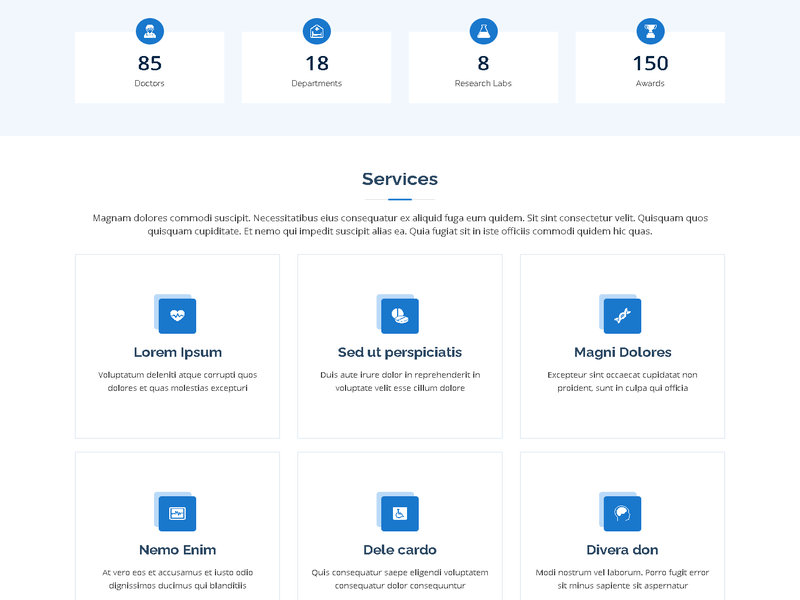 85
Doctors
18
Departments
8
Research Labs
150
Awards
Services
Magnam dolores commodi suscipit. Necessitatibus eius consequatur ex aliquid fuga eum quidem. Sit sint consectetur velit. Quisquam quos
quisquam cupiditate. Et nemo qui impedit suscipit alias ea. Quia fugiat sit in iste officiis commodi quidem hic quas.
Lorem Ipsum
Voluptatum deleniti atque corrupti quos
dolores et quas molestias excepturi
Sed ut perspiciatis
Duis aute irure dolor in reprehenderit in
voluptate velit esse cillum dolore
Magni Dolores
Excepteur sint occaecat cupidatat non
proident, sunt in culpa qui officia
Nemo Enim
At vero eos et accusamus et iusto odio
dignissimos ducimus qui blanditiis
Dele cardo
Quis consequatur saepe eligendi voluptatem
consequatur dolor consequuntur
Divera don
Modi nostrum vel laborum. Porro fugit error
sit minus sapiente sit aspernatur